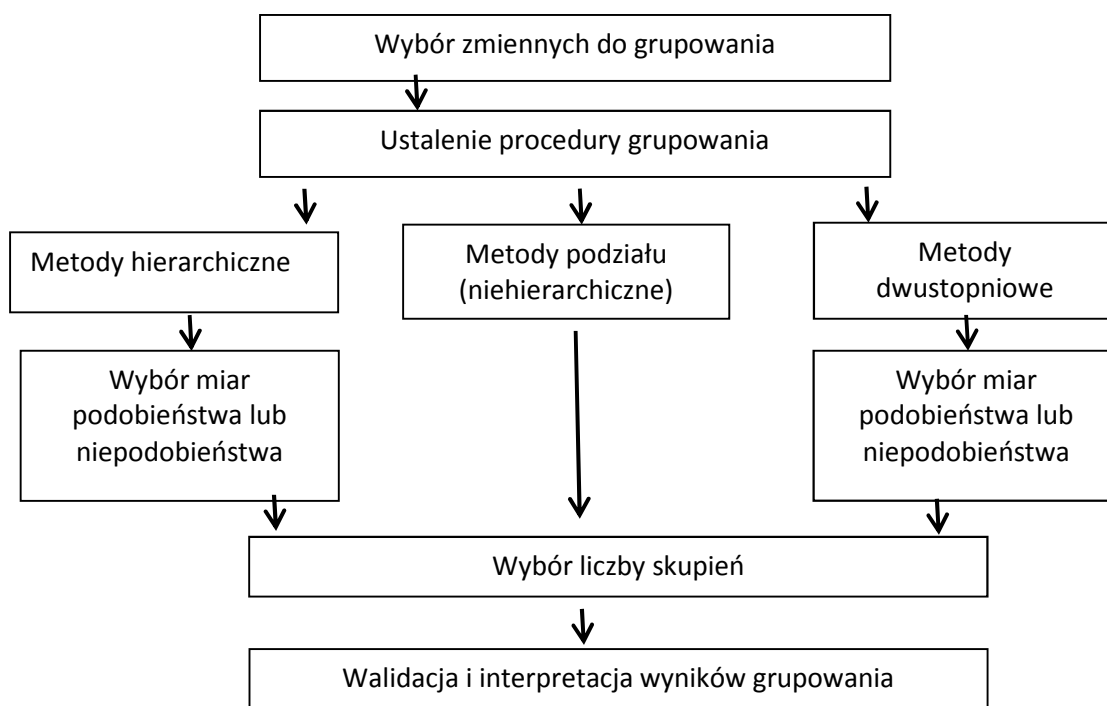 Wybór zmiennych do grupowania
Ustalenie procedury grupowania
Metody hierarchiczne
Metody podziału
(niehierarchiczne)
Metody
dwustopniowe
Wybór miar
podobieństwa lub
niepodobieństwa
Wybór miar
podobieństwa lub
niepodobieństwa
Wybór liczby skupień
Walidacja i interpretacja wyników grupowania